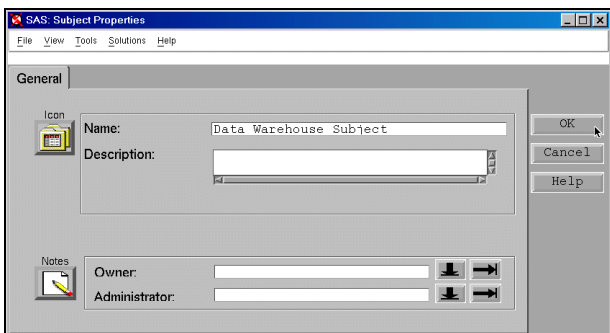 SAS: Subject Properties
File View Tools Solutions Help
General
Icon
Name: Data Warehouse Subject
Description:
OK
Cancel
Help
Notes
Owner:
Administrator: